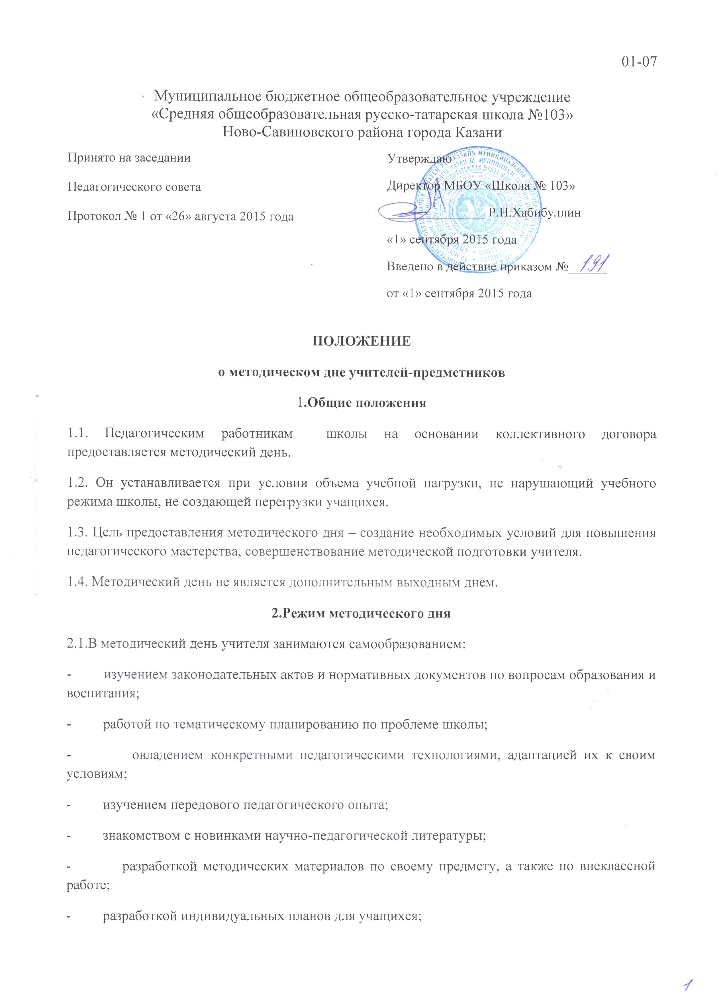 01-07
Муниципальное бюджетное общеобразовательное учреждение
«Средняя общеобразовательная русско-татарская школа №103»
Ново-Савиновского района города Казани
Принято на заседании
Педагогического совета
Протокол № 1 от «26» августа 2015 года
Утверждаю
Директор МБОУ «Школа № 103»
_______________ Р.Н.Хабибуллин
«1» сентября 2015 года
Введено в действие приказом № 191
от «1» сентября 2015 года
ПОЛОЖЕНИЕ
о методическом дне учителей-предметников
1.Общие положения
1.1. Педагогическим работникам школы на основании коллективного договора
предоставляется методический день.
1.2. Он устанавливается при условии объема учебной нагрузки, не нарушающий учебного
режима школы, не создающей перегрузки учащихся.
1.3. Цель предоставления методического дня – создание необходимых условий для повышения
педагогического мастерства, совершенствование методической подготовки учителя.
1.4. Методический день не является дополнительным выходным днем.
2.Режим методического дня
2.1.В методический день учителя занимаются самообразованием:
- изучением законодательных актов и нормативных документов по вопросам образования и
воспитания;
- работой по тематическому планированию по проблеме школы;
- овладением конкретными педагогическими технологиями, адаптацией их к своим
условиям;
- изучением передового педагогического опыта;
- знакомством с новинками научно-педагогической литературы;
- разработкой методических материалов по своему предмету, а также по внеклассной
работе;
- разработкой индивидуальных планов для учащихся;
1